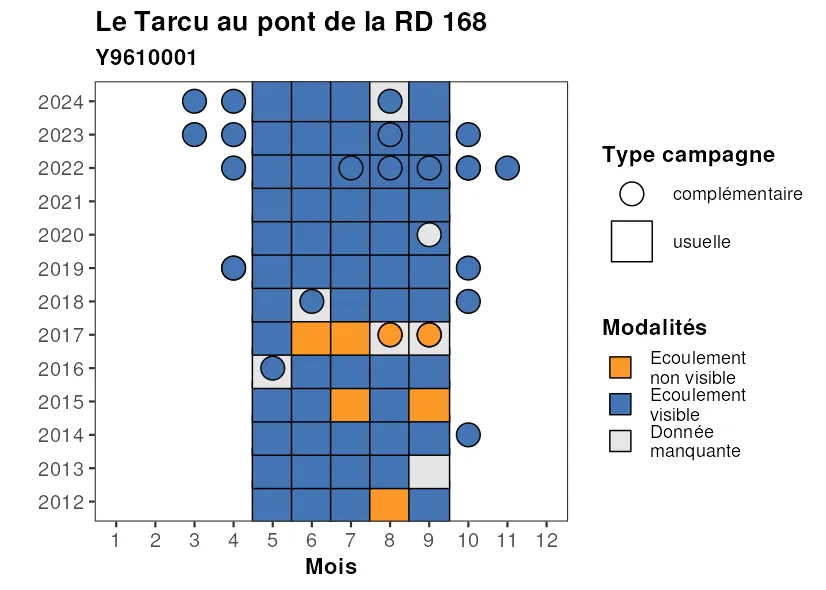 Le Tarcu au pont de la RD 168
Y9610001
2024
2023
2022
2021
2020
2019
2018
2017
2016
2015
2014
2013
2012
1 2 3 4 5 6 7 8 9 10 11 12
Mois
Type campagne
complémentaire
usuelle
Modalités
Ecoulement
non visible
Ecoulement
visible
Donnée
manquante